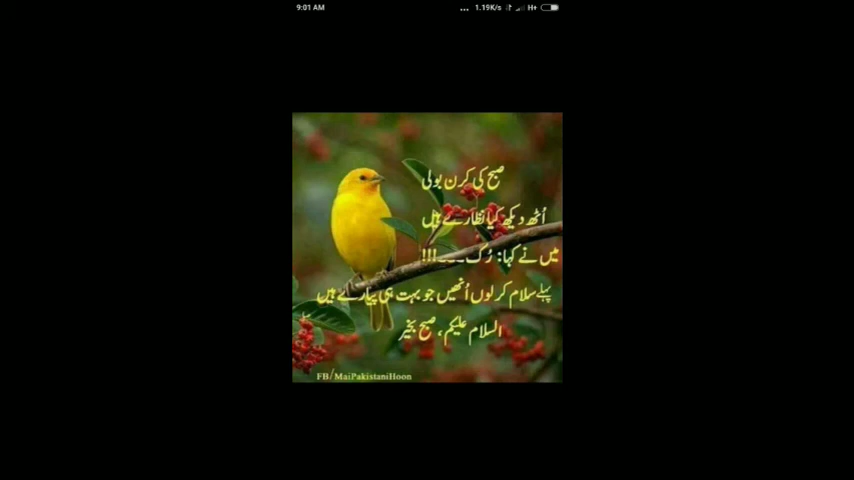 9:01 AM
... 1.19K/s H+
صبح کی کرن بولی
اُٹھ دیکھ کیا نظارے ہیں
میں نے کہا: رُک۔۔۔!!!
پہلے سلام کر لوں اُنھیں جو بہت ہی پیارے ہیں
السلام علیکم، صبح بخیر
FB/MaiPakistaniHoon